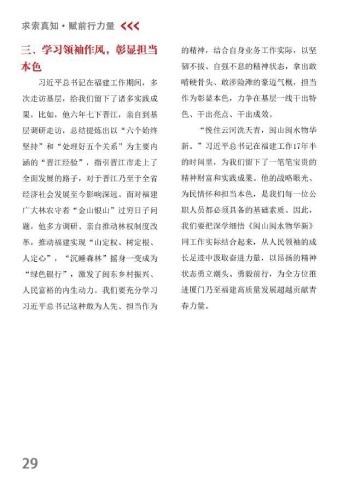 求索真知·赋前行力量
三、学习领袖作风，彰显担当
本色
习近平总书记在福建工作期间，多
次走访基层，给我们留下了诸多实践成
果。比如，他六年七下晋江，亲自到基
层调研走访，总结提炼出以“六个始终
坚持”和“处理好五个关系”为主要内
涵的“晋江经验”，指引晋江市走上了
全面发展的路子，对于晋江乃至于全省
经济社会发展至今影响深远。面对福建
广大林农守着“金山银山”过穷日子问
题，他多方调研、亲自推动林权制度改
革，推动福建实现“山定权、树定根、
人定心”，“沉睡森林”摇身一变成为
“绿色银行”，激发了闽东乡村振兴、
人民富裕的内生动力。我们要充分学习
习近平总书记这种敢为人先、担当作为
的精神，结合自身业务工作实际，以坚
韧不拔、自强不息的精神状态，拿出敢
啃硬骨头、敢涉险滩的豪迈气概，担当
作为彰显本色，力争在基层一线干出特
色、干出亮点、干出成效。
“悦住云河洗天青，闽山闽水物华
新。”习近平总书记在福建工作17年半
的时间里，为我们留下了一笔笔宝贵的
精神财富和实践成果。他的战略眼光、
为民情怀和担当本色，是我们每一位公
职人员都必须具备的基础素质。因此，
我们要把深学细悟《闽山闽水物华新》
同工作实际结合起来，从人民领袖的成
长足迹中汲取奋进力量，以昂扬的精神
状态勇立潮头、勇毅前行，为全方位推
进厦门乃至福建高质量发展超越贡献青
春力量。
29